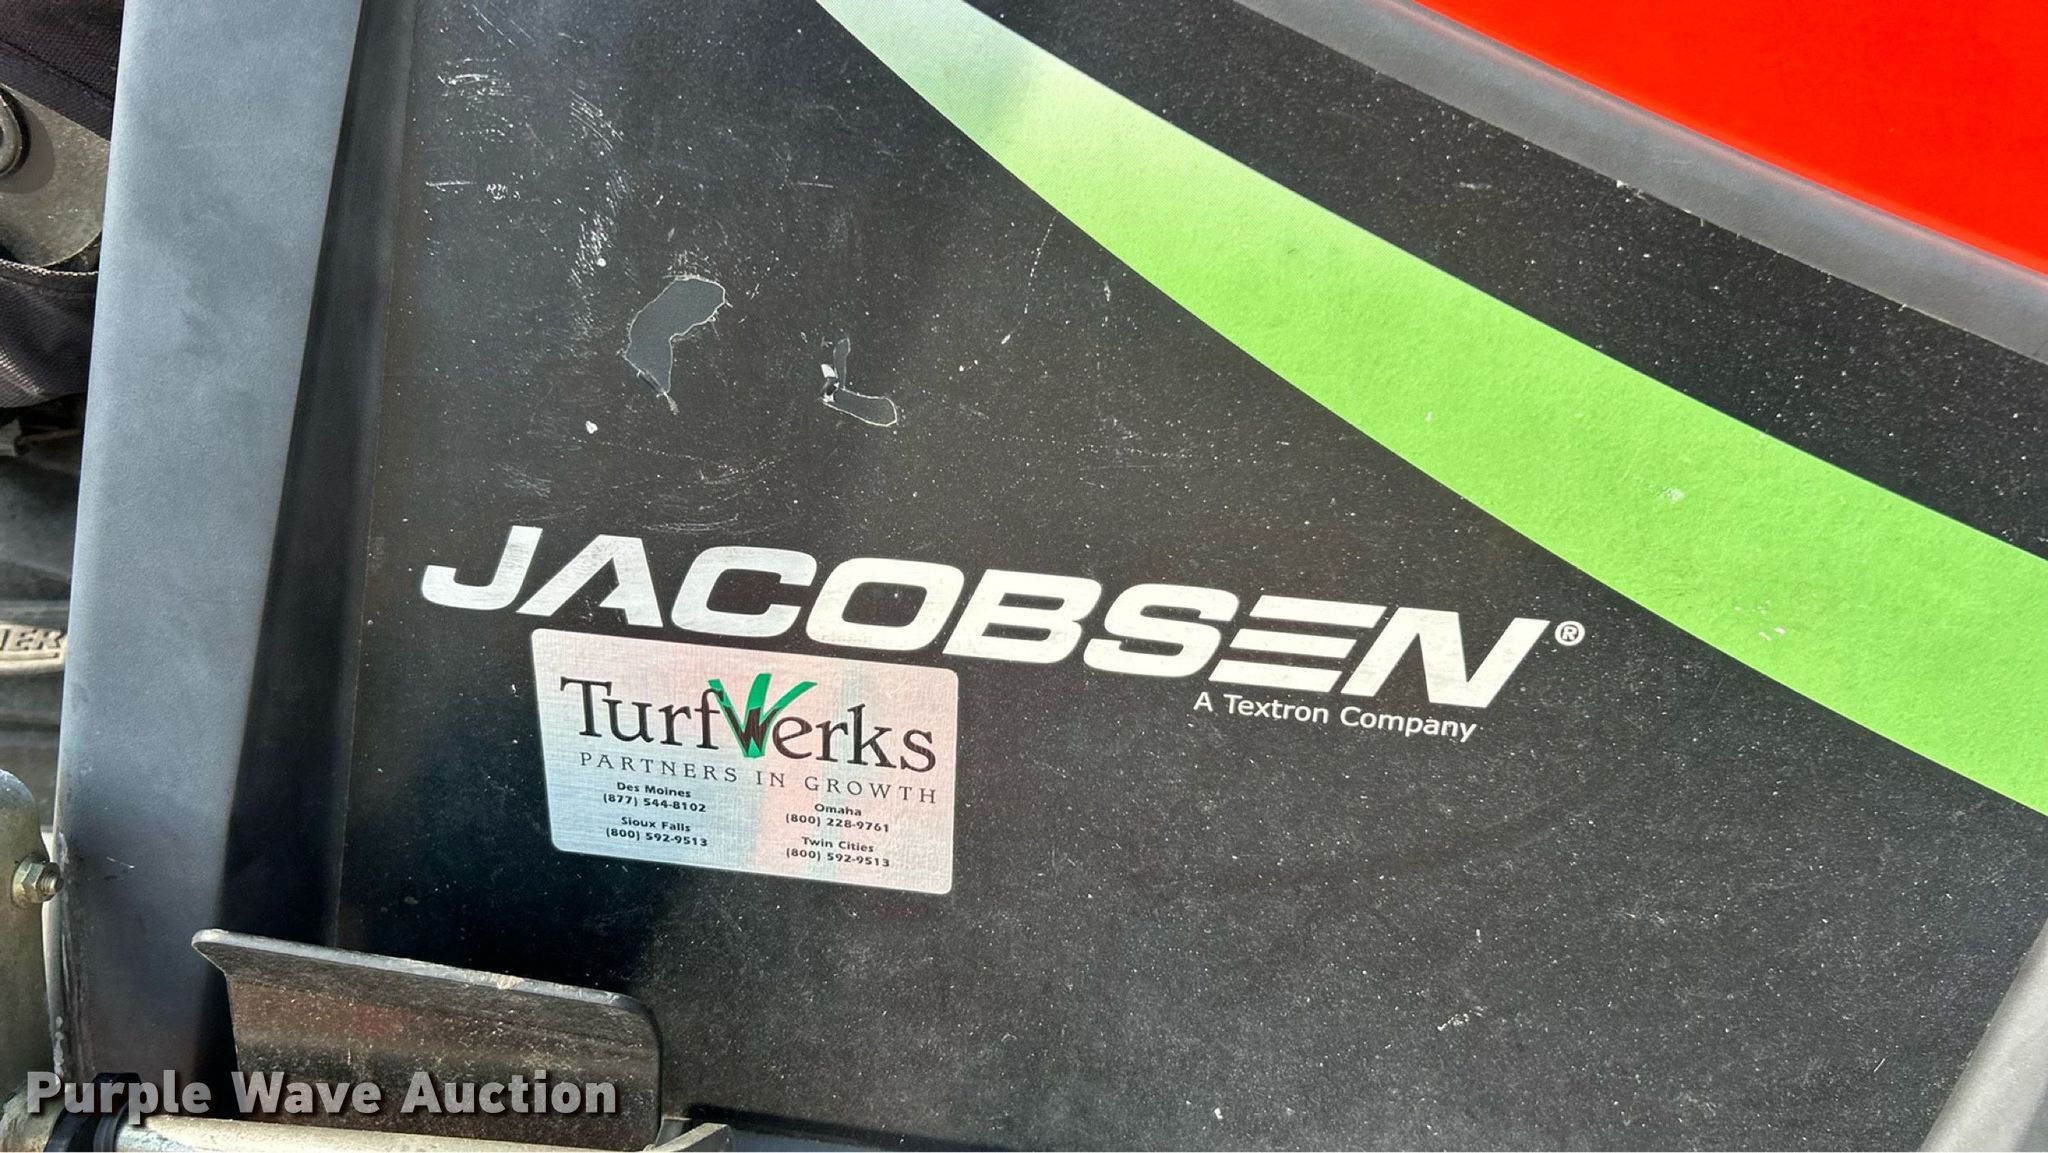 JACOBSEN®
A Textron Company
TurfWerks
PARTNERS IN GROWTH
Des Moines
(877) 544-8102
Sioux Falls
(800) 592-9513
Omaha
(800) 228-9761
Twin Cities
(800) 592-9513
Purple Wave Auction